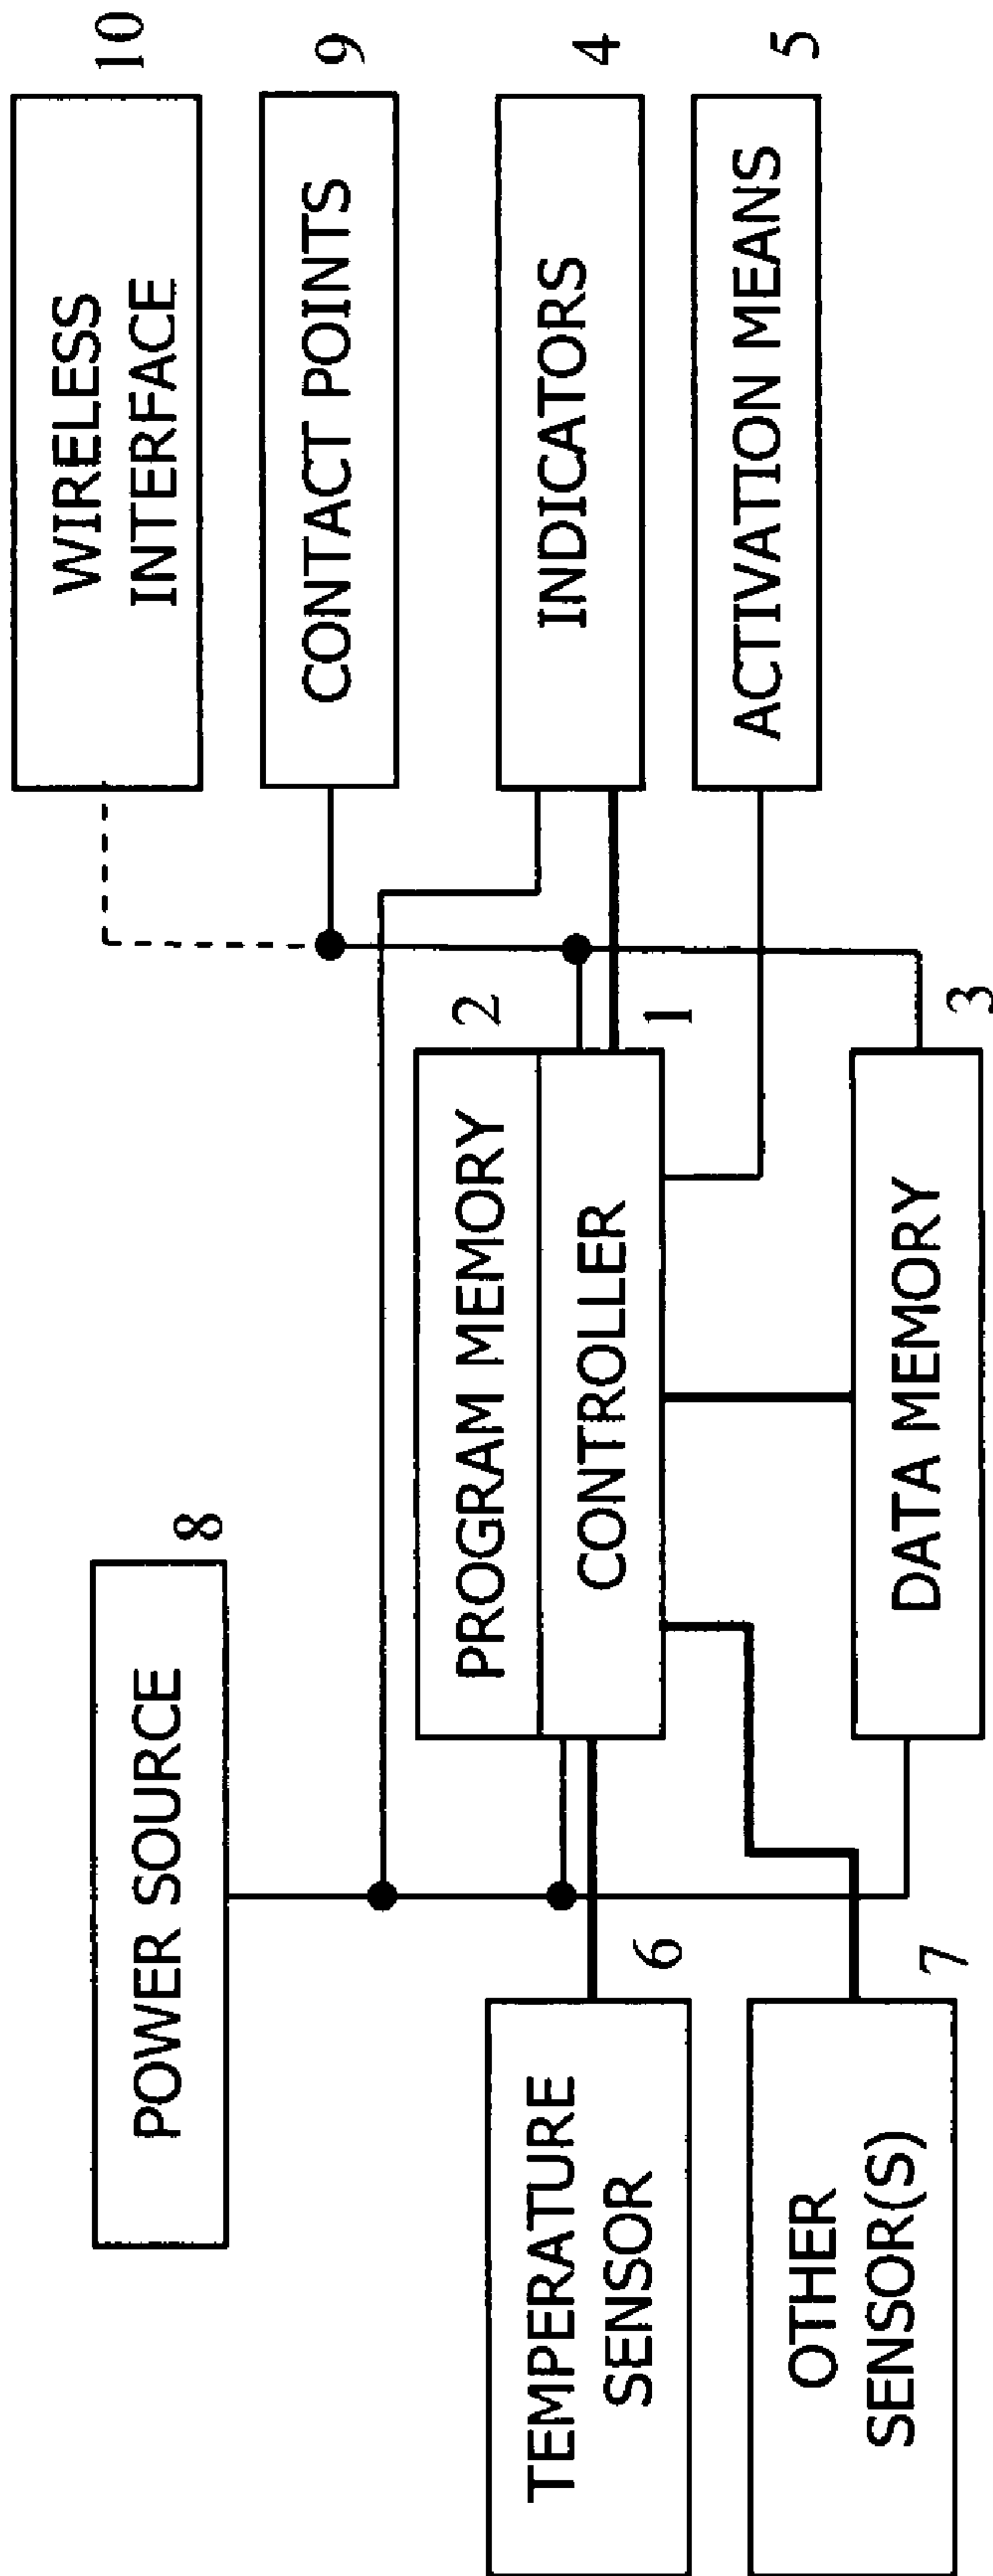 POWER SOURCE
8
WIRELESS
INTERFACE
10
CONTACT POINTS
9
PROGRAM MEMORY
2
CONTROLLER
1
INDICATORS
4
TEMPERATURE
SENSOR
6
ACTIVATION MEANS
5
OTHER
SENSOR(S)
7
DATA MEMORY
3